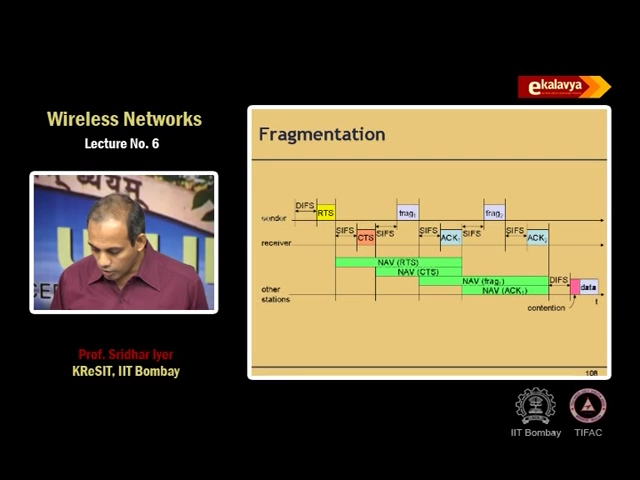 ekalavya
Wireless Networks
Lecture No. 6
Fragmentation
DIFS
RTS
frag₁
frag₂
sender
SIFS
CTS
SIFS
SIFS
ACK₁
SIFS
SIFS
ACK₂
receiver
NAV (RTS)
NAV (CTS)
NAV (frag₁)
NAV (ACK₁)
DIFS
other
stations
data
t
contention
108
Prof. Sridhar Iyer
KReSIT, IIT Bombay
IIT Bombay
TIFAC